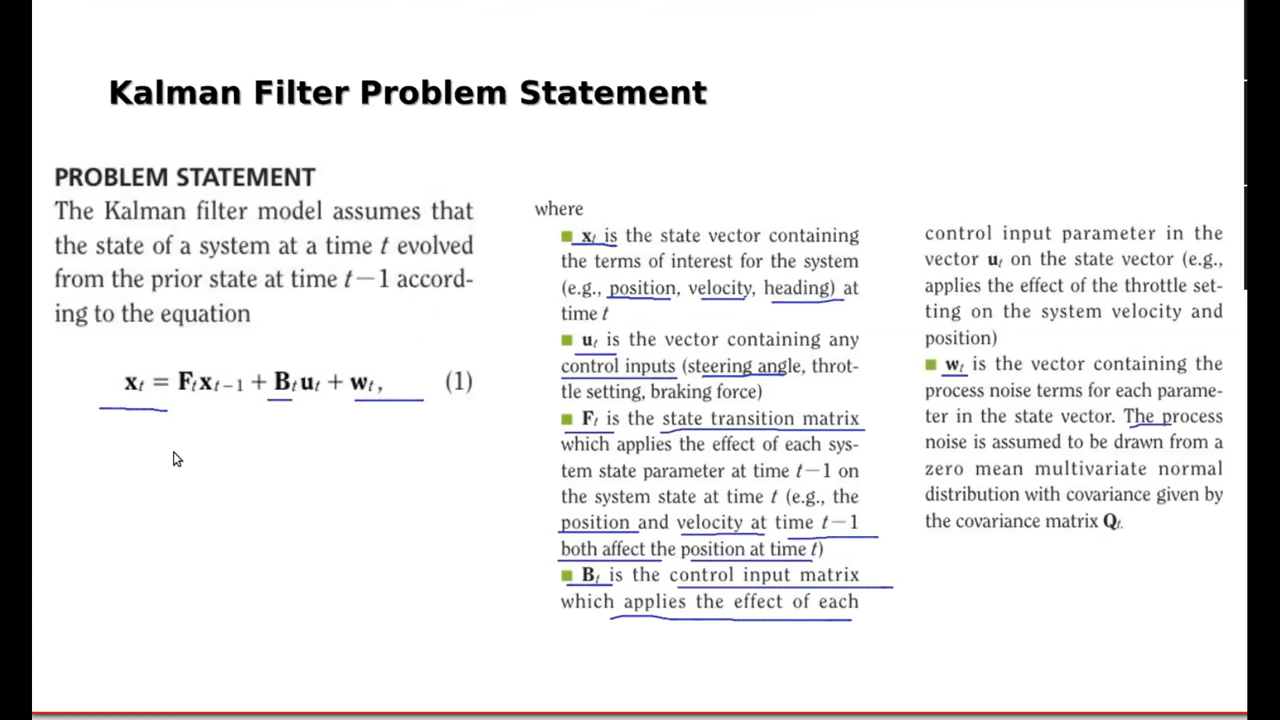 Kalman Filter Problem Statement
PROBLEM STATEMENT
The Kalman filter model assumes that
the state of a system at a time t evolved
from the prior state at time t−1 accord-
ing to the equation
xₜ = Fₜxₜ₋₁ + Bₜuₜ + wₜ, (1)
where
■ xₜ is the state vector containing
the terms of interest for the system
(e.g., position, velocity, heading) at
time t
■ uₜ is the vector containing any
control inputs (steering angle, throt-
tle setting, braking force)
■ Fₜ is the state transition matrix
which applies the effect of each sys-
tem state parameter at time t−1 on
the system state at time t (e.g., the
position and velocity at time t−1
both affect the position at time t)
■ Bₜ is the control input matrix
which applies the effect of each
control input parameter in the
vector uₜ on the state vector (e.g.,
applies the effect of the throttle set-
ting on the system velocity and
position)
■ wₜ is the vector containing the
process noise terms for each parame-
ter in the state vector. The process
noise is assumed to be drawn from a
zero mean multivariate normal
distribution with covariance given by
the covariance matrix Qₜ.